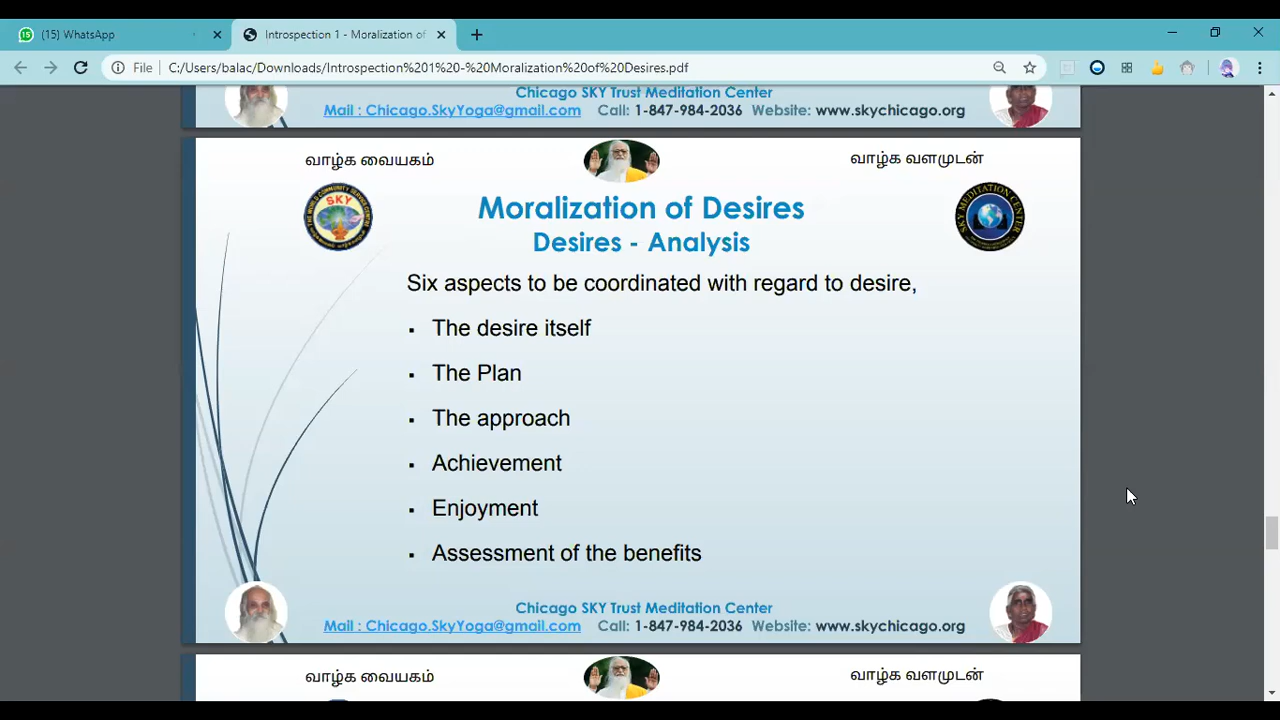 (15) WhatsApp
Introspection 1 - Moralization of
File
C:/Users/balac/Downloads/Introspection%201%20-%20Moralization%20of%20Desires.pdf
Chicago SKY Trust Meditation Center
Mail : Chicago.SkyYoga@gmail.com Call: 1-847-984-2036 Website: www.skychicago.org
வாழ்க வையகம்
வாழ்க வளமுடன்
SKY
Moralization of Desires
Desires - Analysis
Six aspects to be coordinated with regard to desire,
▪ The desire itself
▪ The Plan
▪ The approach
▪ Achievement
▪ Enjoyment
▪ Assessment of the benefits
Chicago SKY Trust Meditation Center
Mail : Chicago.SkyYoga@gmail.com Call: 1-847-984-2036 Website: www.skychicago.org
வாழ்க வையகம்
வாழ்க வளமுடன்